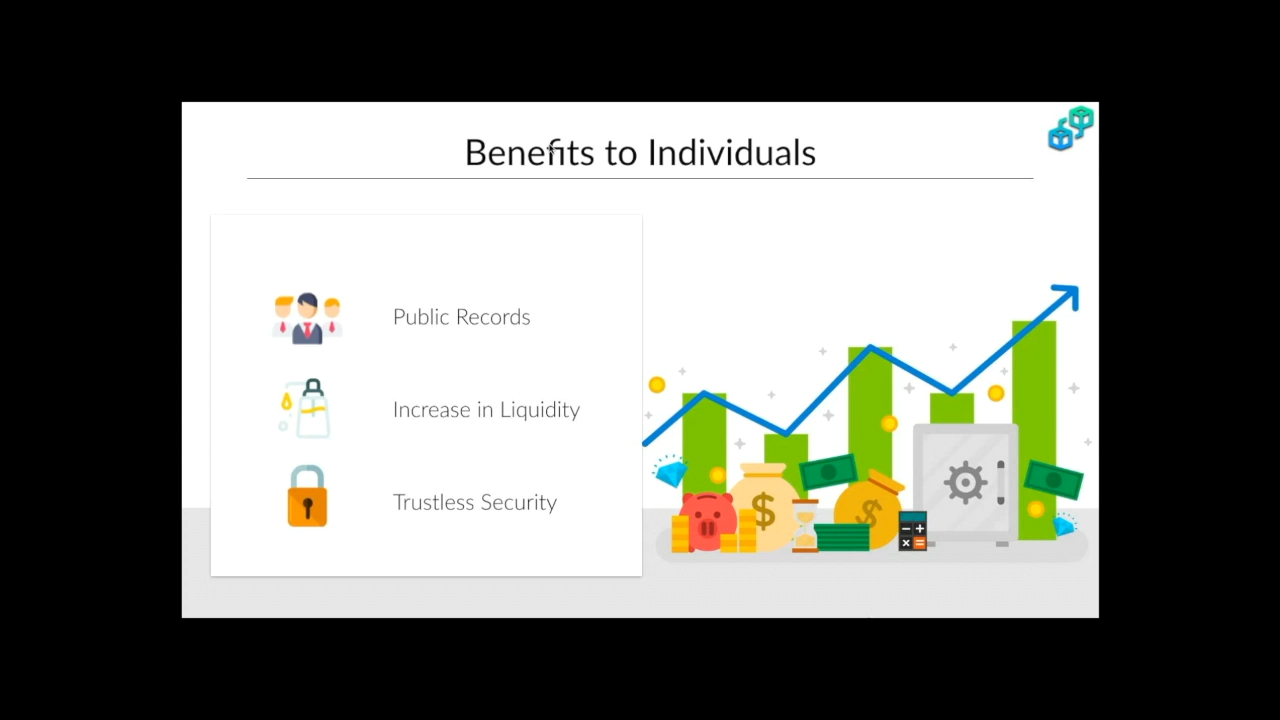 Benefits to Individuals
Public Records
Increase in Liquidity
Trustless Security
$
$